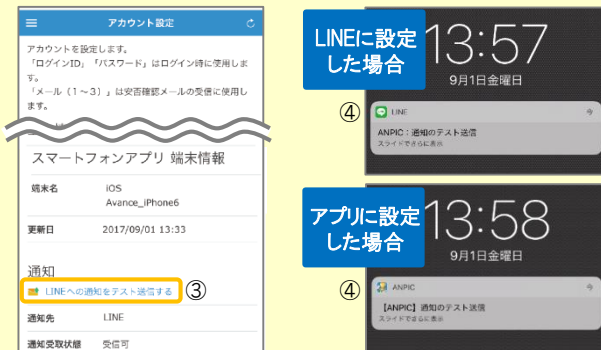 アカウント設定
アカウントを設定します。
「ログインID」「パスワード」はログイン時に使用しま
す。
「メール（1～3）」は安否確認メールの受信に使用し
ます。
スマートフォンアプリ 端末情報
端末名 iOS
Avance_iPhone6
更新日 2017/09/01 13:33
通知
LINEへの通知をテスト送信する ③
通知先 LINE
通知受取状態 受信可
LINEに設定
した場合
13:57
9月1日金曜日
④
LINE 今
ANPIC：通知のテスト送信
スライドでさらに表示
アプリに設定
した場合
13:58
9月1日金曜日
④
ANPIC 今
【ANPIC】通知のテスト送信
スライドでさらに表示